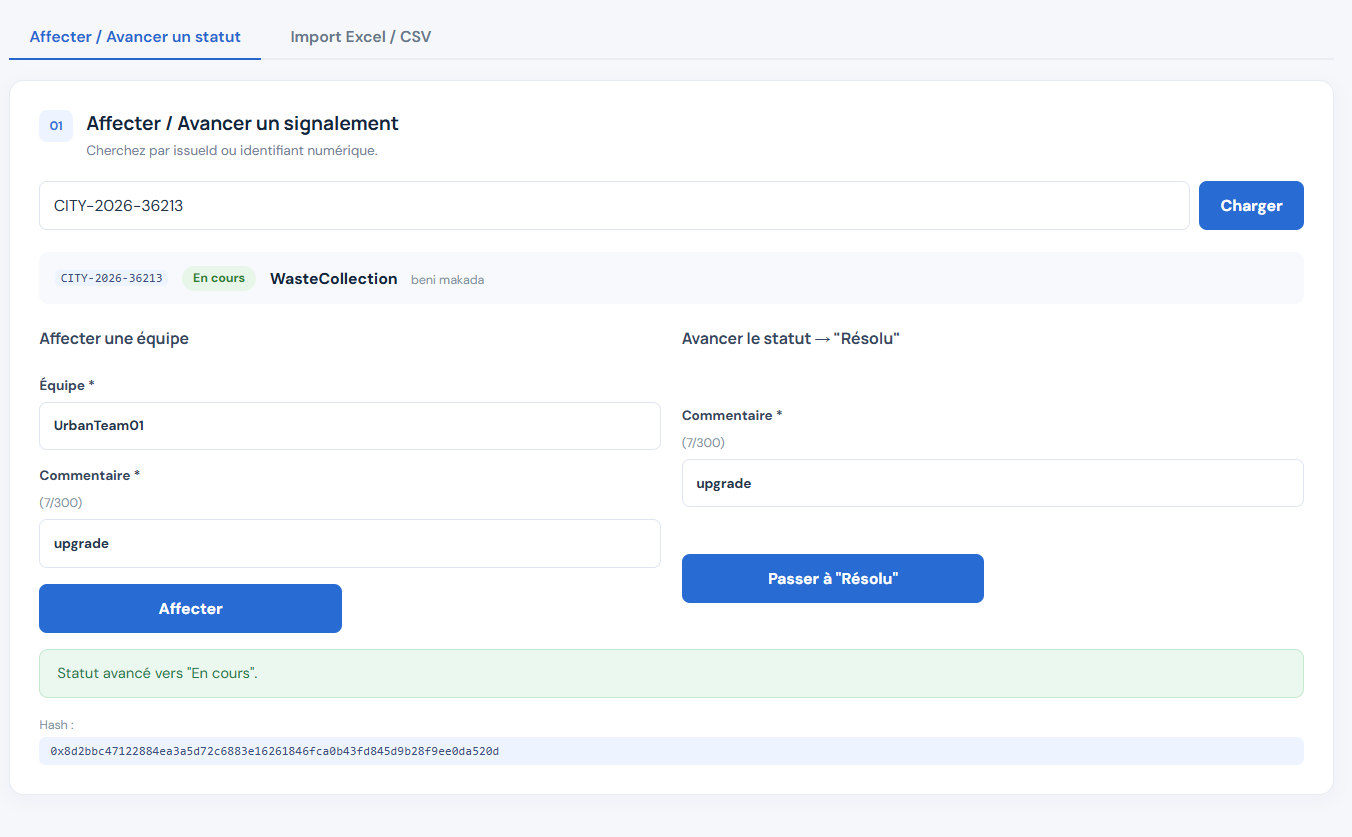 Affecter / Avancer un statut
Import Excel / CSV
01
Affecter / Avancer un signalement
Cherchez par issueId ou identifiant numérique.
CITY-2026-36213
Charger
CITY-2026-36213 En cours WasteCollection beni makada
Affecter une équipe
Équipe *
UrbanTeam01
Commentaire *
(7/300)
upgrade
Affecter
Avancer le statut → "Résolu"
Commentaire *
(7/300)
upgrade
Passer à "Résolu"
Statut avancé vers "En cours".
Hash :
0x8d2bbc47122884ea3a5d72c6883e16261846fca0b43fd845d9b28f9ee0da520d